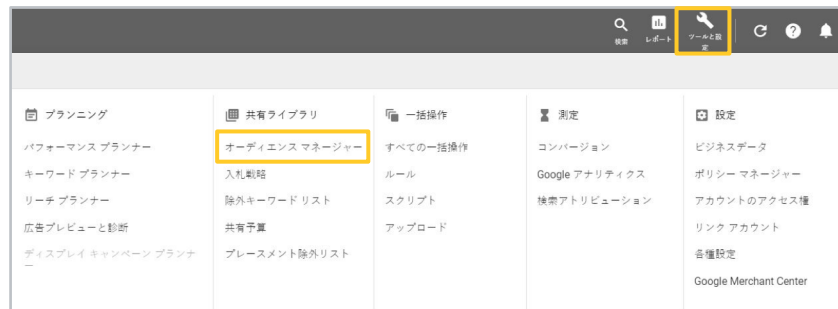 検索
レポート
ツールと設
定
プランニング
パフォーマンス プランナー
キーワード プランナー
リーチ プランナー
広告プレビューと診断
ディスプレイ キャンペーン プランナ
ー
共有ライブラリ
オーディエンス マネージャー
入札戦略
除外キーワード リスト
共有予算
プレースメント除外リスト
一括操作
すべての一括操作
ルール
スクリプト
アップロード
測定
コンバージョン
Google アナリティクス
検索アトリビューション
設定
ビジネスデータ
ポリシー マネージャー
アカウントのアクセス権
リンク アカウント
各種設定
Google Merchant Center